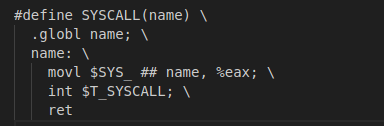 #define SYSCALL(name) \
  .globl name; \
  name: \
    movl $SYS_ ## name, %eax; \
    int $T_SYSCALL; \
    ret